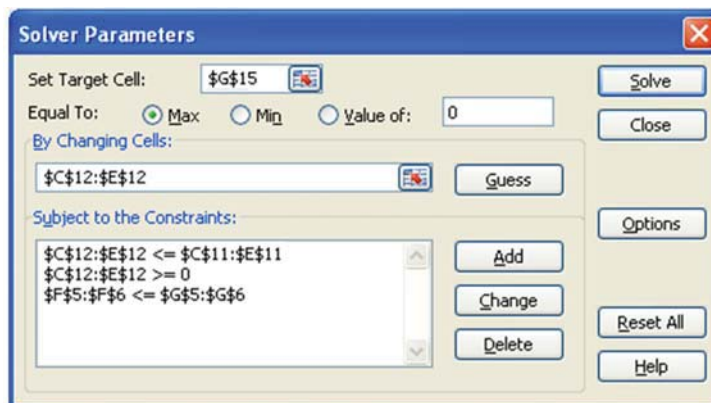 Solver Parameters
Set Target Cell: $G$15
Solve
Equal To: Max Min Value of: 0
Close
By Changing Cells:
$C$12:$E$12
Guess
Subject to the Constraints:
Options
$C$12:$E$12 <= $C$11:$E$11
$C$12:$E$12 >= 0
$F$5:$F$6 <= $G$5:$G$6
Add
Change
Delete
Reset All
Help